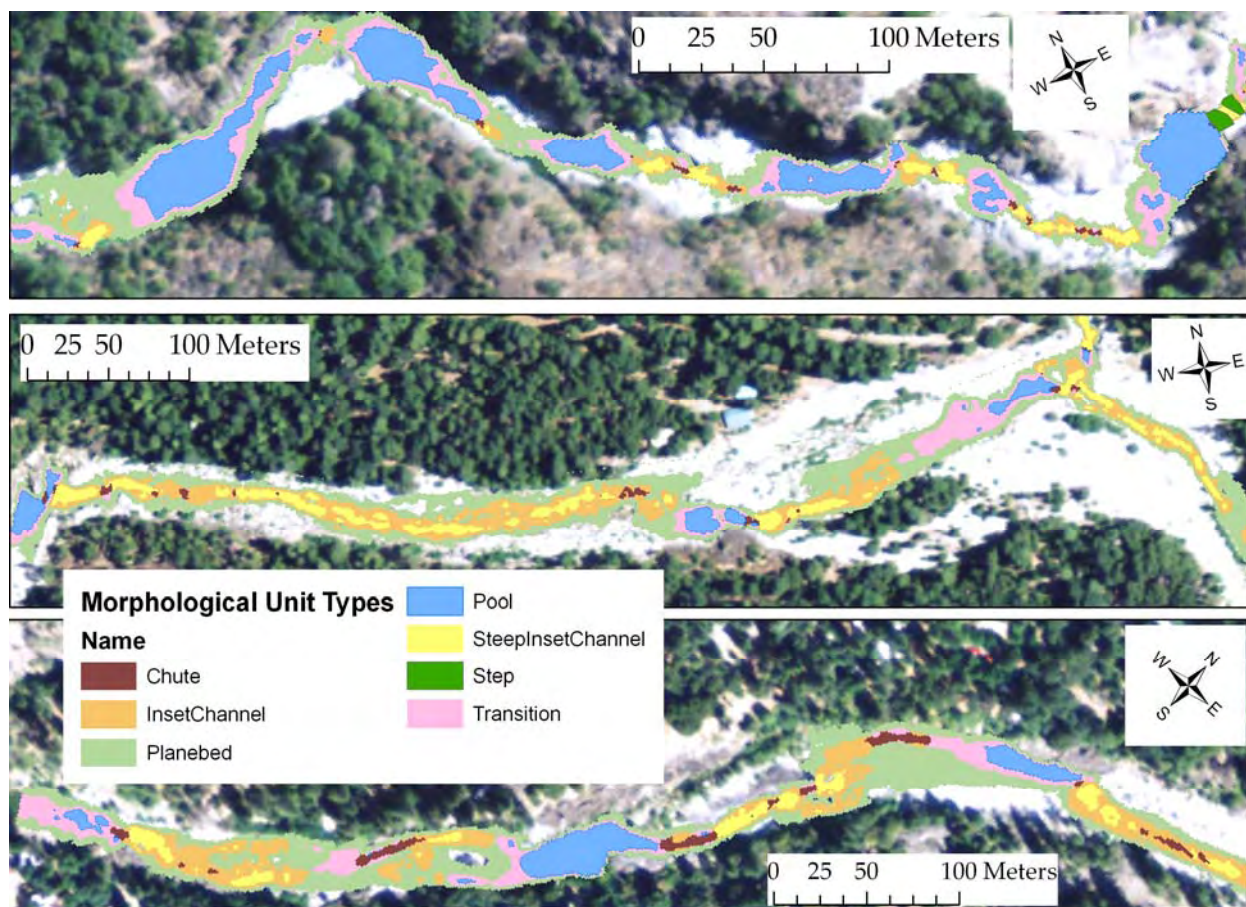 0 25 50 100 Meters
N
E
W
S
0 25 50 100 Meters
N
W
E
S
Morphological Unit Types
Name
Chute
InsetChannel
Planebed
Pool
SteepInsetChannel
Step
Transition
W
N
S
E
0 25 50 100 Meters